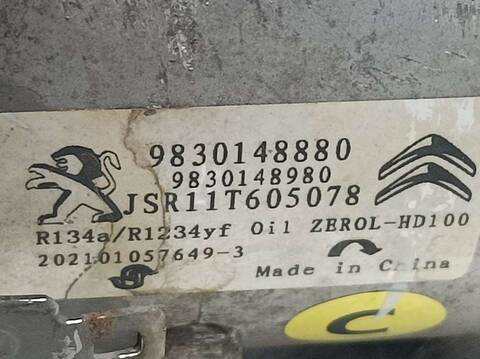 9830148880
9830148980
JSR11T605078
R134a/R1234yf Oil ZEROL-HD100
202101057649-3
Made in China